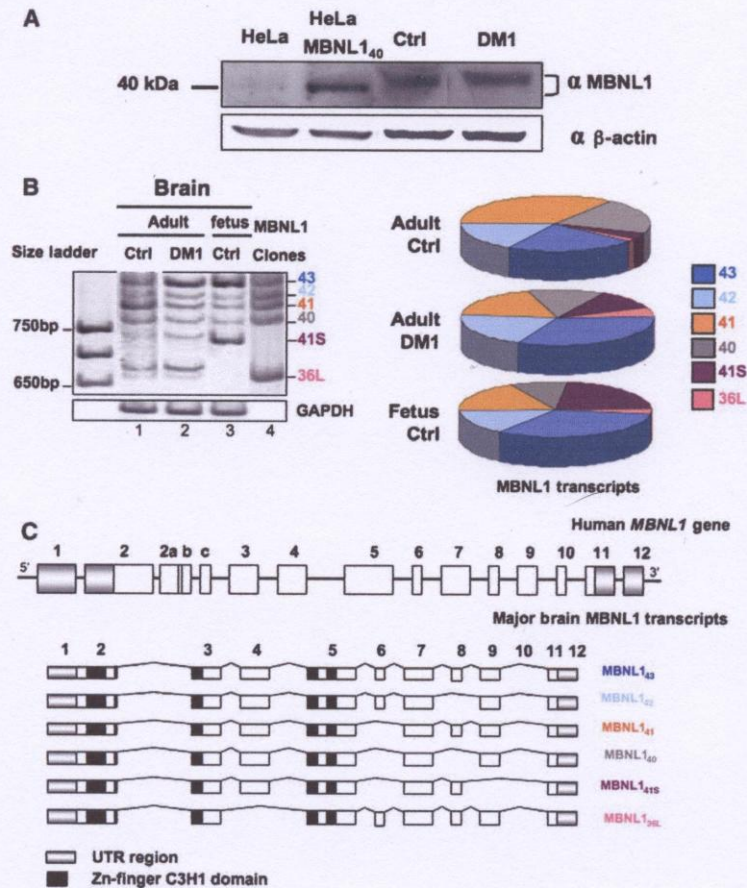 A
HeLa
HeLa
MBNL1₄₀
Ctrl
DM1
40 kDa
α MBNL1
α β-actin
B
Brain
Adult
fetus
MBNL1
Size ladder
Ctrl
DM1
Ctrl
Clones
43
42
41
40
41S
36L
750bp
650bp
GAPDH
1
2
3
4
Adult
Ctrl
Adult
DM1
Fetus
Ctrl
MBNL1 transcripts
43
42
41
40
41S
36L
C
Human MBNL1 gene
1 2 2a b c 3 4 5 6 7 8 9 10 11 12
5' 3'
Major brain MBNL1 transcripts
1 2 3 4 5 6 7 8 9 10 11 12
MBNL1₄₃
MBNL1₄₂
MBNL1₄₁
MBNL1₄₀
MBNL1₄₁S
MBNL1₃₆L
UTR region
Zn-finger C3H1 domain